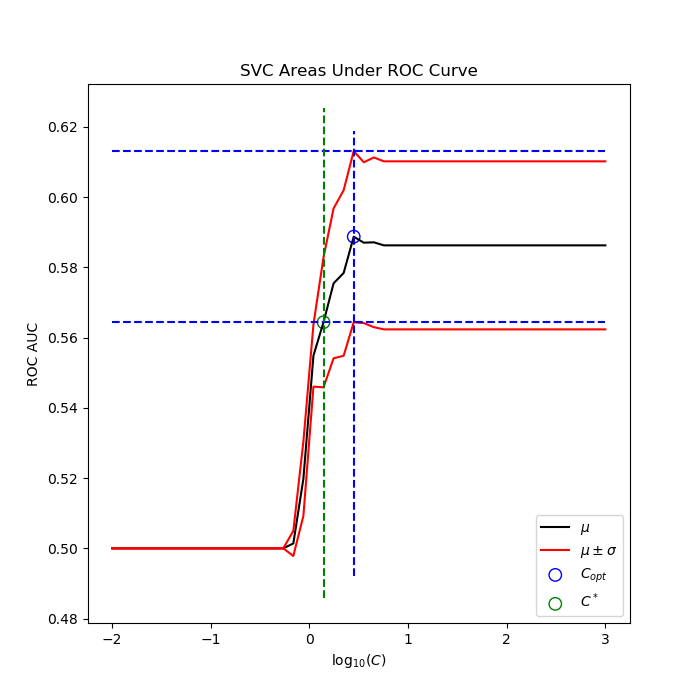 SVC Areas Under ROC Curve
ROC AUC
0.62
0.60
0.58
0.56
0.54
0.52
0.50
0.48
−2
−1
0
1
2
3
log₁₀(C)
μ
μ ± σ
C_opt
C*